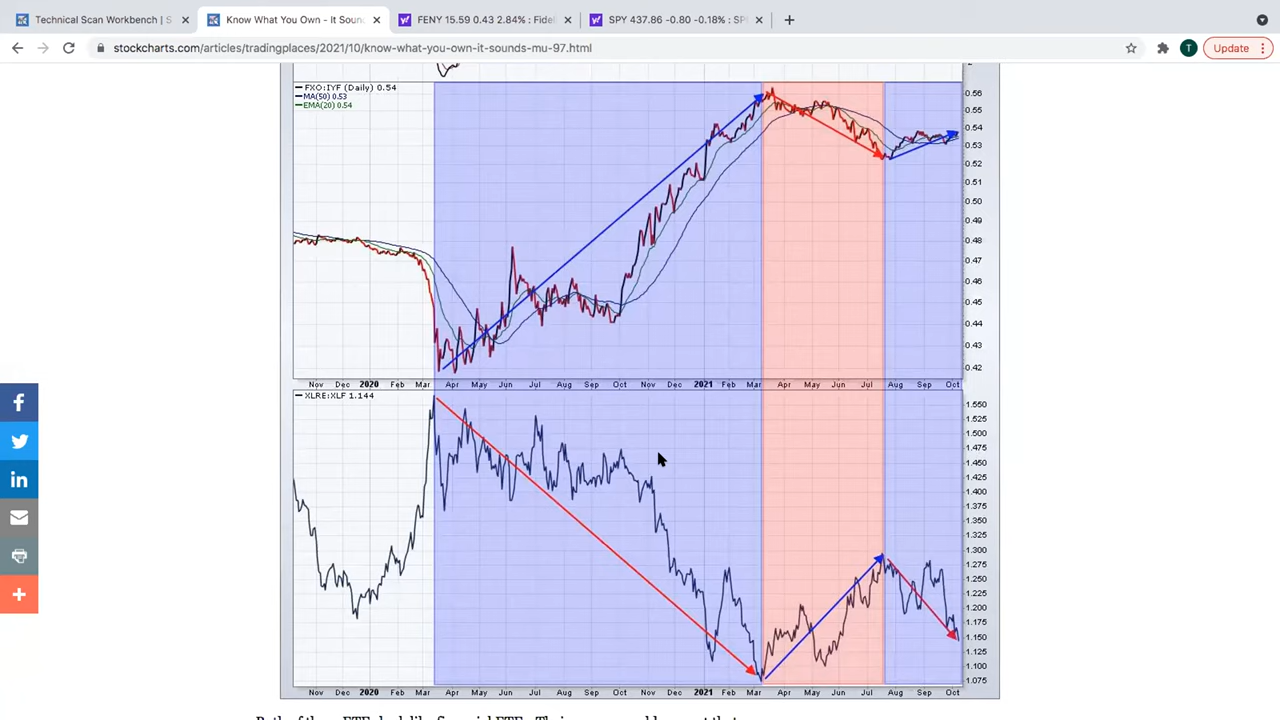 Technical Scan Workbench | S
Know What You Own - It Soun
FENY 15.59 0.43 2.84% : Fidel
SPY 437.86 -0.80 -0.18% : SP
stockcharts.com/articles/tradingplaces/2021/10/know-what-you-own-it-sounds-mu-97.html
T
Update
FXO:IYF (Daily) 0.54
MA(50) 0.53
EMA(20) 0.54
0.56
0.55
0.54
0.53
0.52
0.51
0.50
0.49
0.48
0.47
0.46
0.45
0.44
0.43
0.42
Nov Dec 2020 Feb Mar Apr May Jun Jul Aug Sep Oct Nov Dec 2021 Feb Mar Apr May Jun Jul Aug Sep Oct
XLRE:XLF 1.144
1.550
1.525
1.500
1.475
1.450
1.425
1.400
1.375
1.350
1.325
1.300
1.275
1.250
1.225
1.200
1.175
1.150
1.125
1.100
1.075
Nov Dec 2020 Feb Mar Apr May Jun Jul Aug Sep Oct Nov Dec 2021 Feb Mar Apr May Jun Jul Aug Sep Oct